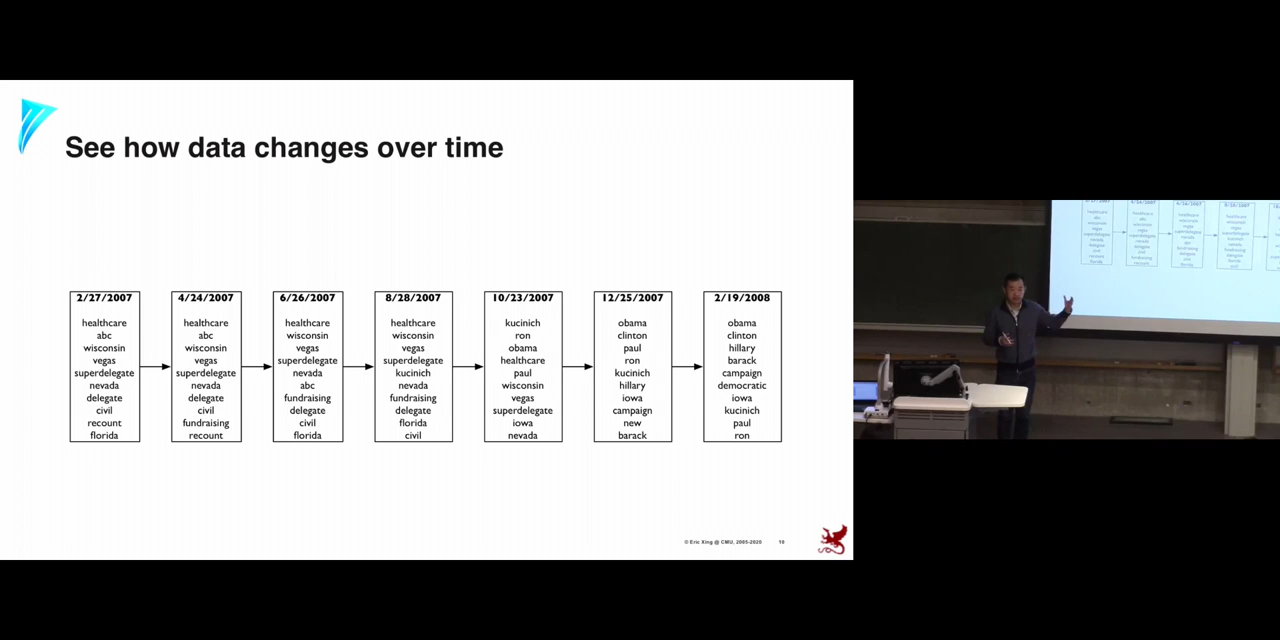 See how data changes over time
2/27/2007
healthcare
abc
wisconsin
vegas
superdelegate
nevada
delegate
civil
recount
florida
4/24/2007
healthcare
abc
wisconsin
vegas
superdelegate
nevada
delegate
civil
fundraising
recount
6/26/2007
healthcare
wisconsin
vegas
superdelegate
nevada
abc
fundraising
delegate
civil
florida
8/28/2007
healthcare
wisconsin
vegas
superdelegate
kucinich
nevada
fundraising
delegate
florida
civil
10/23/2007
kucinich
ron
obama
healthcare
paul
wisconsin
vegas
superdelegate
iowa
nevada
12/25/2007
obama
clinton
paul
ron
kucinich
hillary
iowa
campaign
new
barack
2/19/2008
obama
clinton
hillary
barack
campaign
democratic
iowa
kucinich
paul
ron
© Eric Xing @ CMU, 2005-2020 10